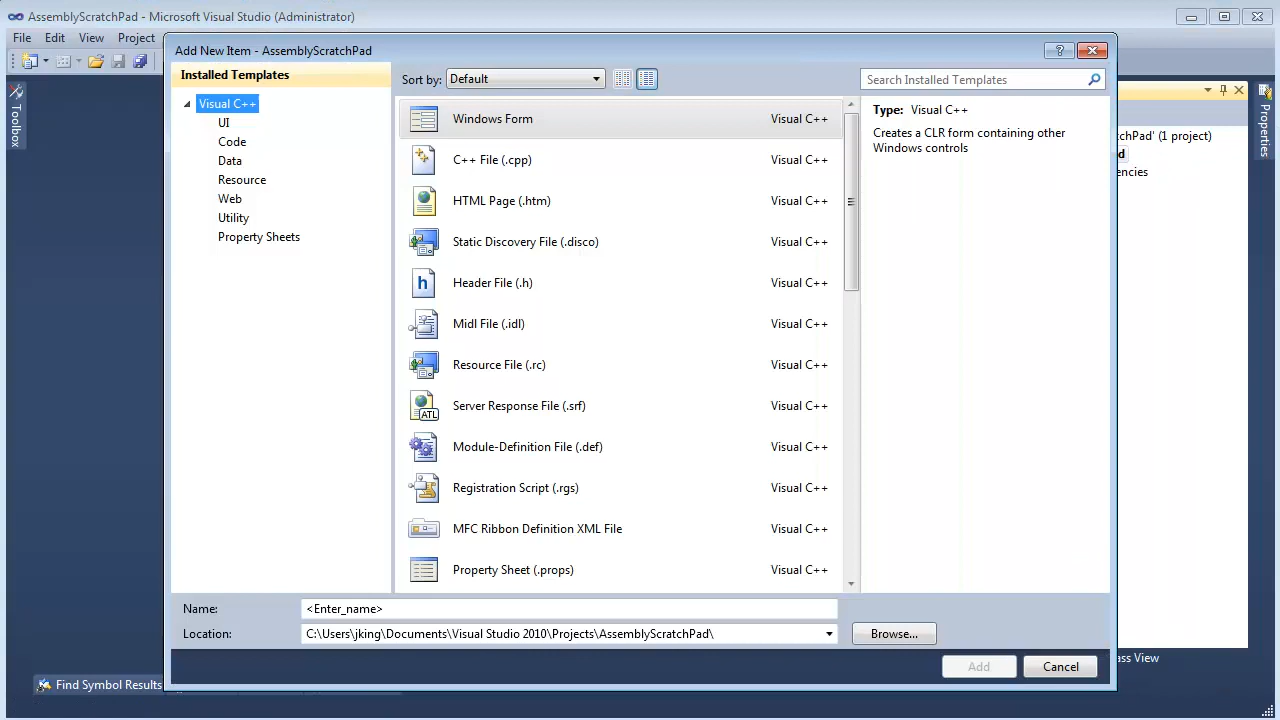 AssemblyScratchPad - Microsoft Visual Studio (Administrator)
File Edit View Project
Add New Item - AssemblyScratchPad
Installed Templates
Sort by: Default
Search Installed Templates
Visual C++
UI
Code
Data
Resource
Web
Utility
Property Sheets
Windows Form Visual C++
C++ File (.cpp) Visual C++
HTML Page (.htm) Visual C++
Static Discovery File (.disco) Visual C++
Header File (.h) Visual C++
Midl File (.idl) Visual C++
Resource File (.rc) Visual C++
ATL
Server Response File (.srf) Visual C++
Module-Definition File (.def) Visual C++
Registration Script (.rgs) Visual C++
MFC Ribbon Definition XML File Visual C++
Property Sheet (.props) Visual C++
Type: Visual C++
Creates a CLR form containing other
Windows controls
Name: <Enter_name>
Location: C:\Users\jking\Documents\Visual Studio 2010\Projects\AssemblyScratchPad\
Browse...
Add Cancel
Toolbox
Properties
chPad' (1 project)
d
encies
ass View
Find Symbol Results